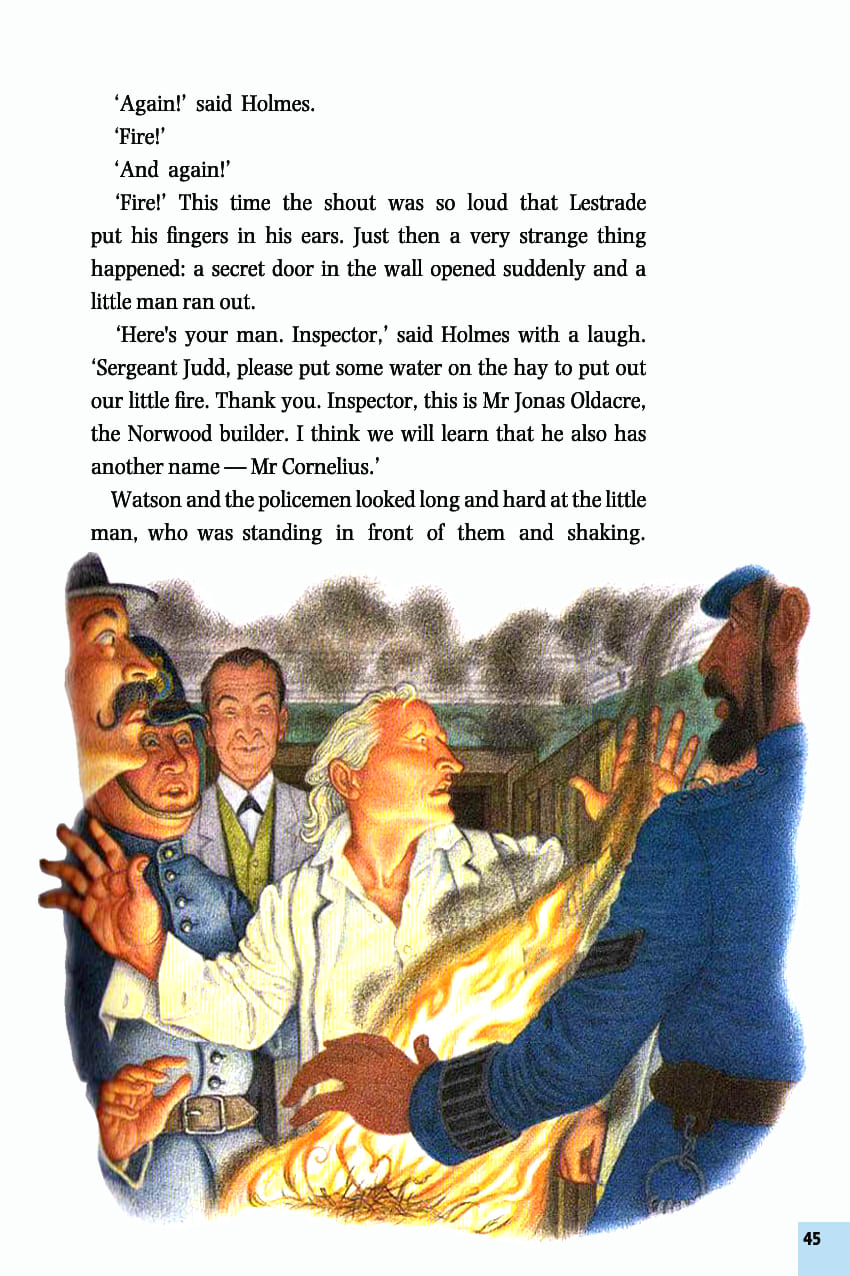 ‘Again!’ said Holmes.
‘Fire!’
‘And again!’
‘Fire!’ This time the shout was so loud that Lestrade
put his fingers in his ears. Just then a very strange thing
happened: a secret door in the wall opened suddenly and a
little man ran out.
‘Here's your man. Inspector,’ said Holmes with a laugh.
‘Sergeant Judd, please put some water on the hay to put out
our little fire. Thank you. Inspector, this is Mr Jonas Oldacre,
the Norwood builder. I think we will learn that he also has
another name — Mr Cornelius.’
Watson and the policemen looked long and hard at the little
man, who was standing in front of them and shaking.
45